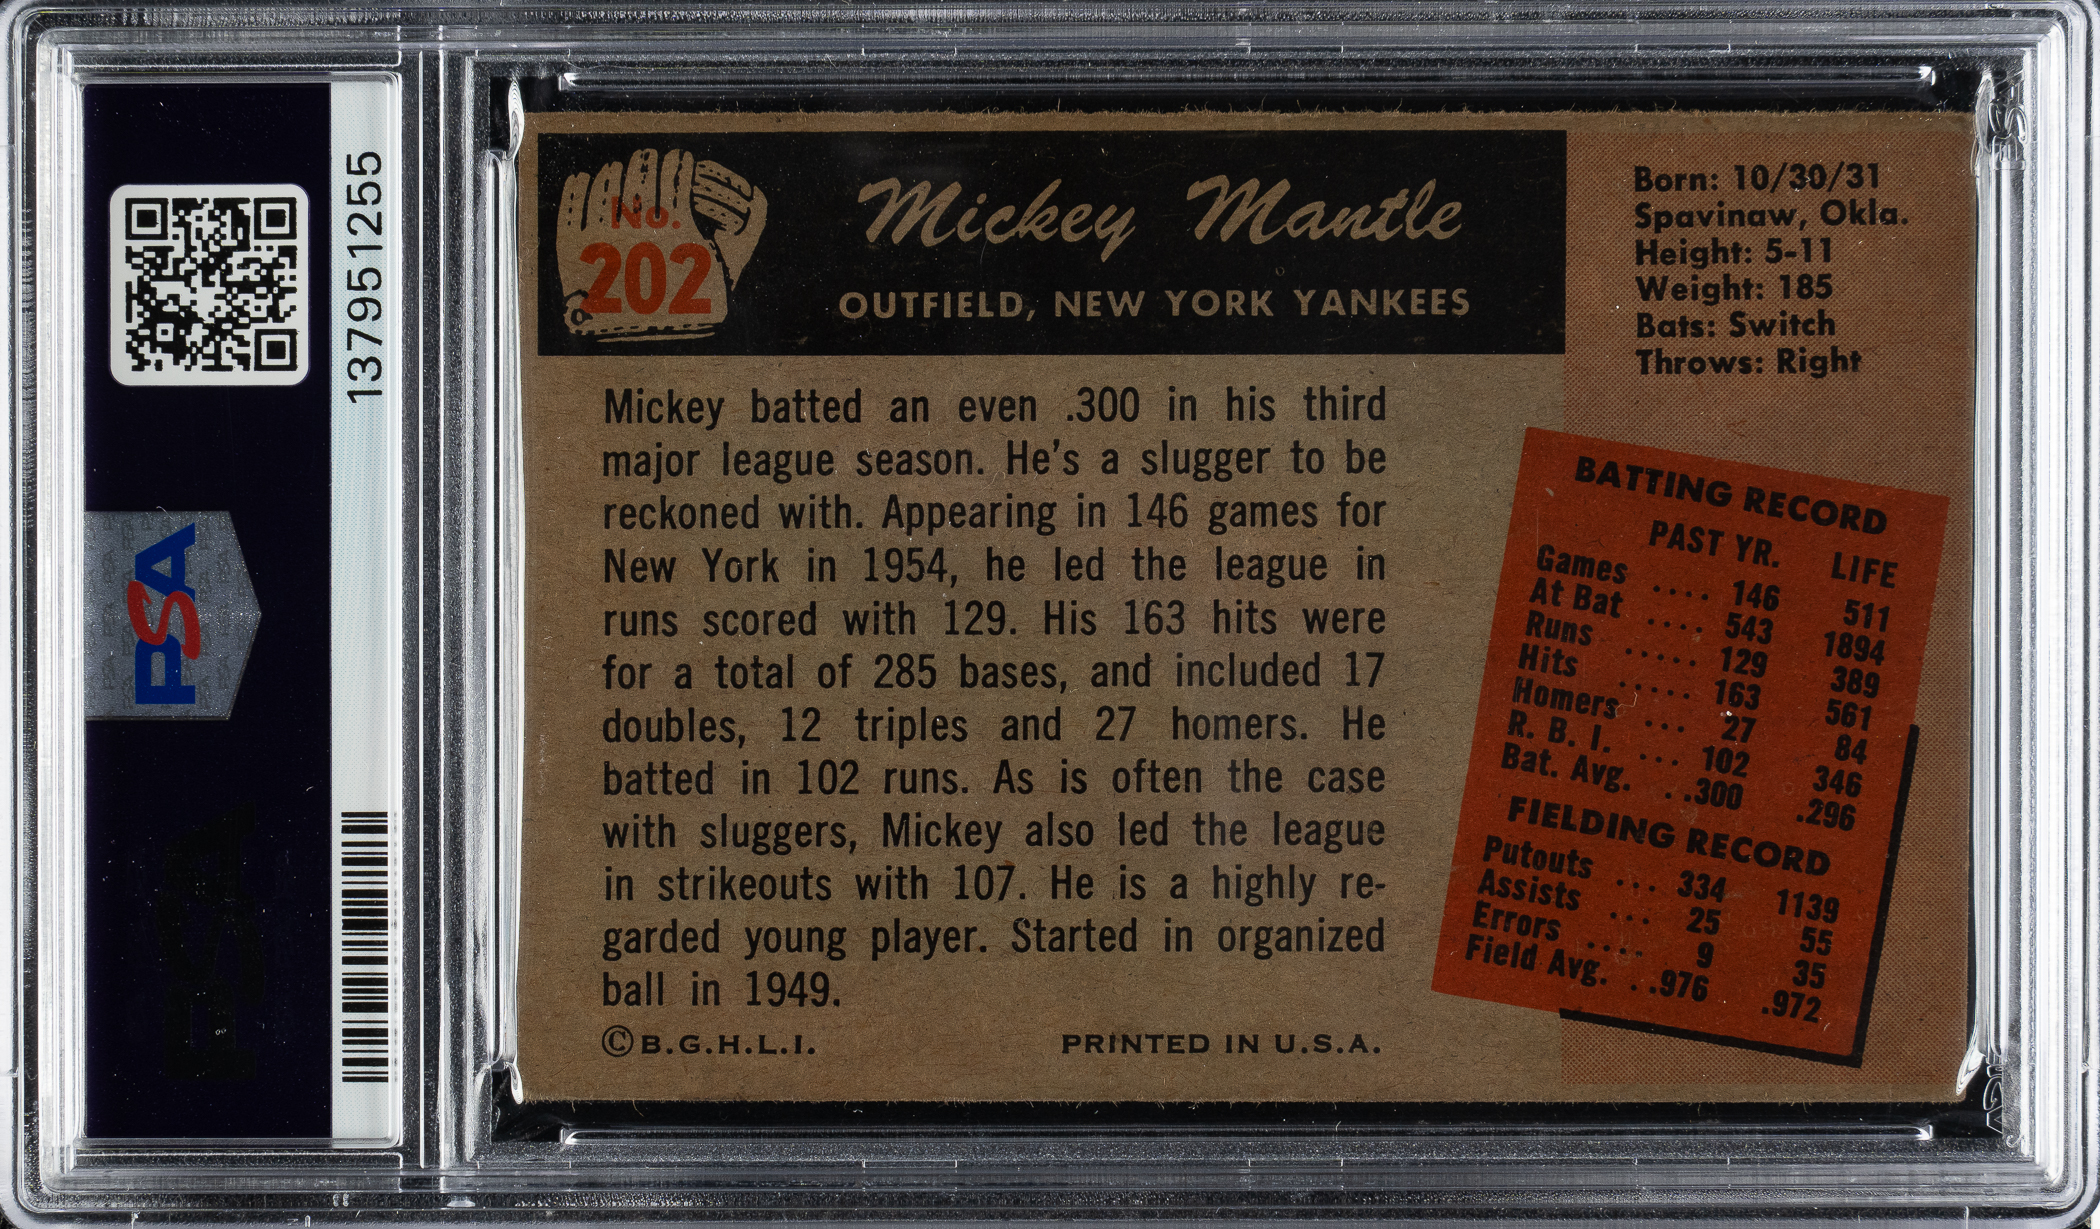 137951255
PSA
No.
202
Mickey Mantle
OUTFIELD, NEW YORK YANKEES
Mickey batted an even .300 in his third
major league season. He's a slugger to be
reckoned with. Appearing in 146 games for
New York in 1954, he led the league in
runs scored with 129. His 163 hits were
for a total of 285 bases, and included 17
doubles, 12 triples and 27 homers. He
batted in 102 runs. As is often the case
with sluggers, Mickey also led the league
in strikeouts with 107. He is a highly re-
garded young player. Started in organized
ball in 1949.
©B.G.H.L.I. PRINTED IN U.S.A.
Born: 10/30/31
Spavinaw, Okla.
Height: 5-11
Weight: 185
Bats: Switch
Throws: Right
BATTING RECORD
PAST YR. LIFE
Games .... 146 511
At Bat .... 543 1894
Runs ..... 129 389
Hits ..... 163 561
Homers ... 27 84
R. B. I. ... 102 346
Bat. Avg. ..300 .296
FIELDING RECORD
Putouts ... 334 1139
Assists ... 25 55
Errors .... 9 35
Field Avg. ..976 .972